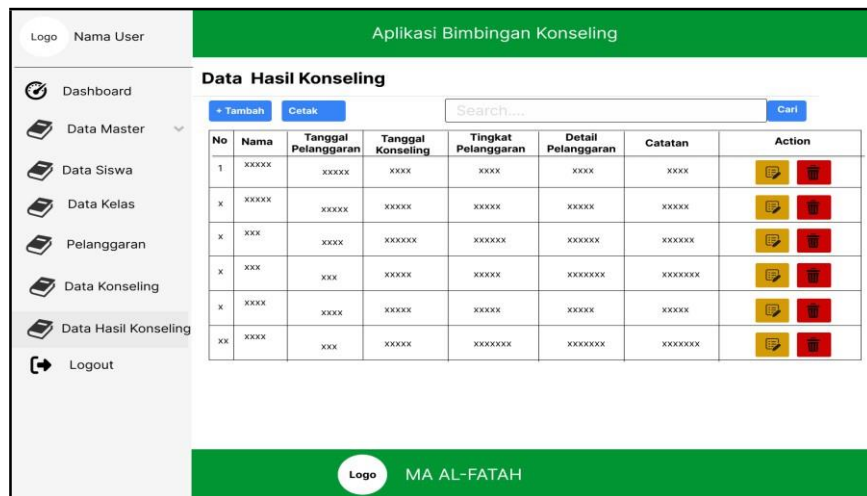 Logo Nama User
Aplikasi Bimbingan Konseling
Dashboard
Data Master
Data Siswa
Data Kelas
Pelanggaran
Data Konseling
Data Hasil Konseling
Logout
Data Hasil Konseling
+ Tambah Cetak Search.... Cari
No Nama Tanggal Pelanggaran Tanggal Konseling Tingkat Pelanggaran Detail Pelanggaran Catatan Action
1 xxxxx xxxxx xxxx xxxx xxxx xxxx
x xxxxx xxxxx xxxxx xxxxx xxxxx xxxxx
x xxx xxxx xxxxxx xxxxxx xxxxxx xxxxxx
x xxx xxx xxxxx xxxxx xxxxxxx xxxxxxx
x xxxx xxxx xxxxx xxxxx xxxxx xxxxx
xx xxxx xxx xxxxx xxxxxxx xxxxxxx xxxxxxx
Logo MA AL-FATAH